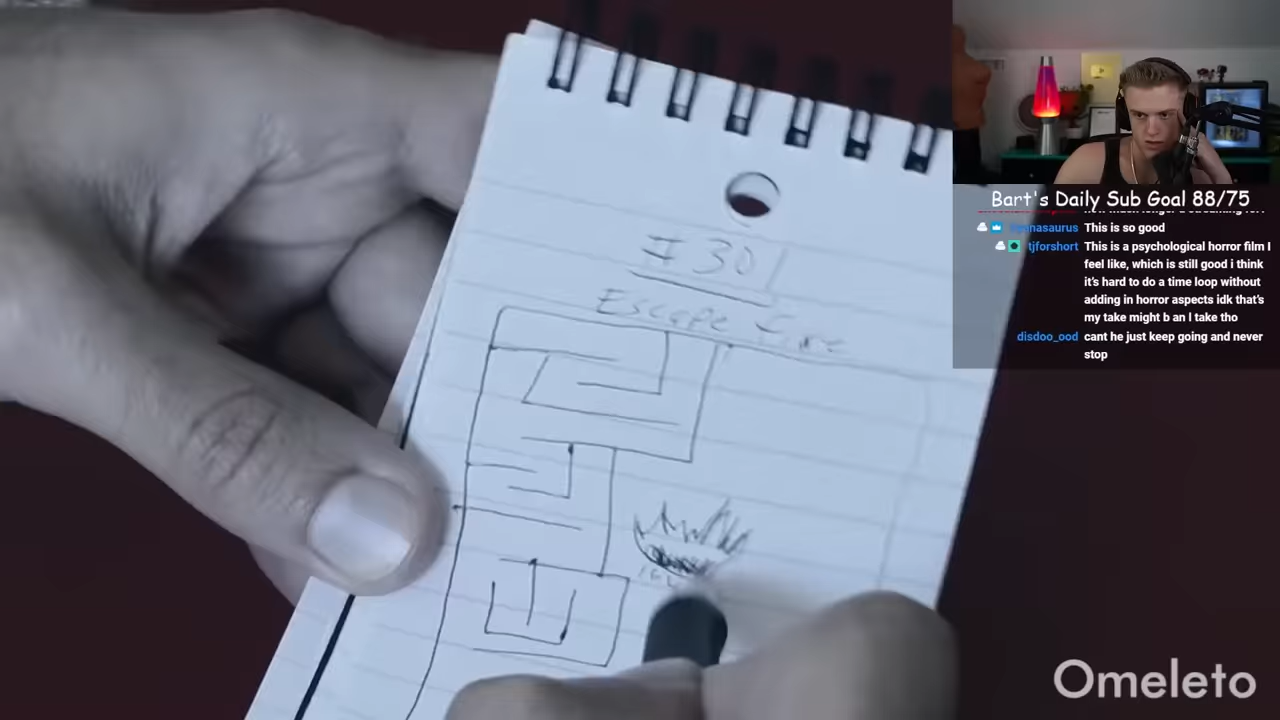 #30
Escape
Bart's Daily Sub Goal 88/75
This is so good
tjforshort This is a psychological horror film I
feel like, which is still good i think
it's hard to do a time loop without
adding in horror aspects idk that's
my take might b an l take tho
disdoo_ood cant he just keep going and never
stop
Omeleto